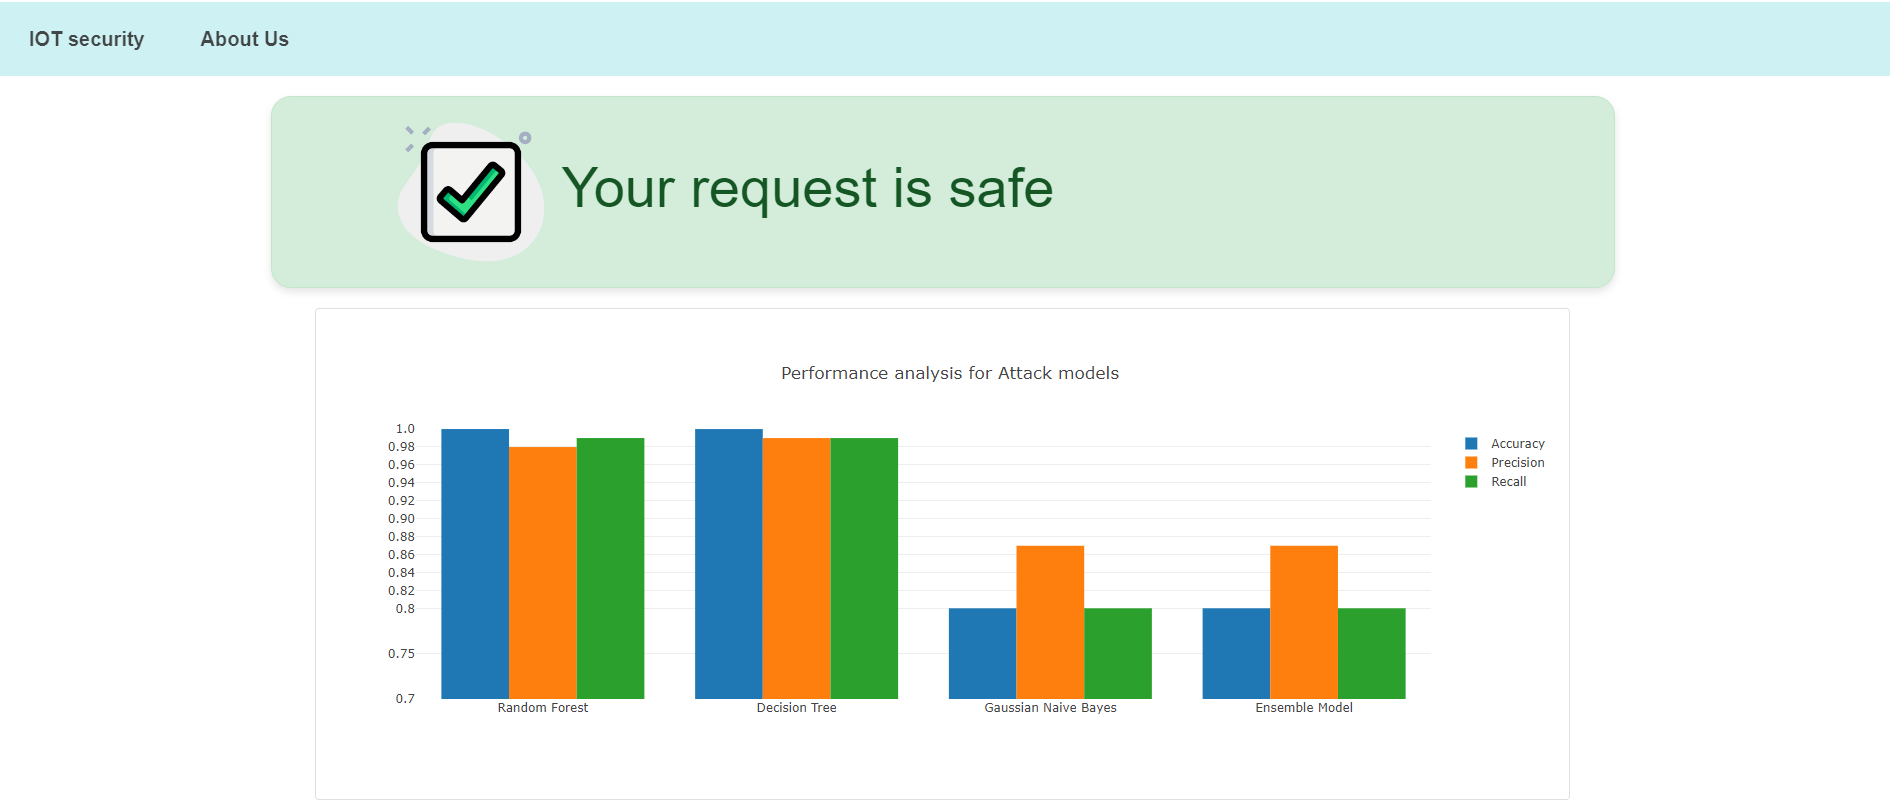 IOT security About Us
Your request is safe
Performance analysis for Attack models
1.0
0.98
0.96
0.94
0.92
0.90
0.88
0.86
0.84
0.82
0.8
0.75
0.7
Random Forest Decision Tree Gaussian Naive Bayes Ensemble Model
Accuracy
Precision
Recall